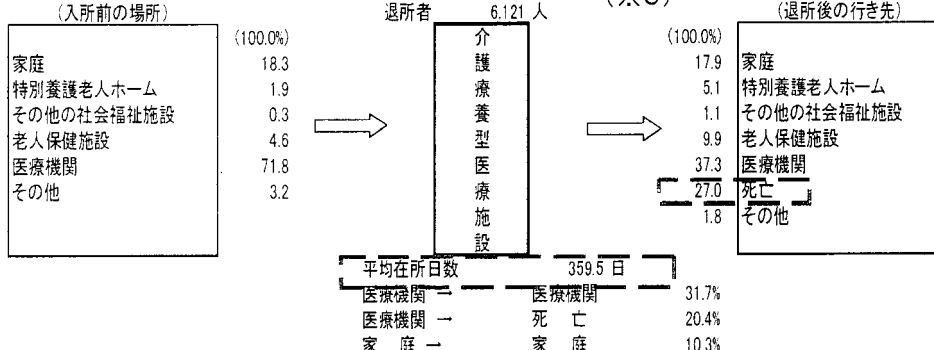 (入所前の場所)
退所者 6,121 人
(退所後の行き先)
(100.0%)
家庭 18.3
特別養護老人ホーム 1.9
その他の社会福祉施設 0.3
老人保健施設 4.6
医療機関 71.8
その他 3.2
介護療養型医療施設
(100.0%)
17.9 家庭
5.1 特別養護老人ホーム
1.1 その他の社会福祉施設
9.9 老人保健施設
37.3 医療機関
27.0 死亡
1.8 その他
平均在所日数 359.5 日
医療機関 → 医療機関 31.7%
医療機関 → 死 亡 20.4%
家 庭 → 家 庭 10.3%